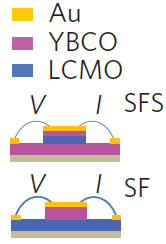 Au
YBCO
LCMO
V I SFS
V I SF